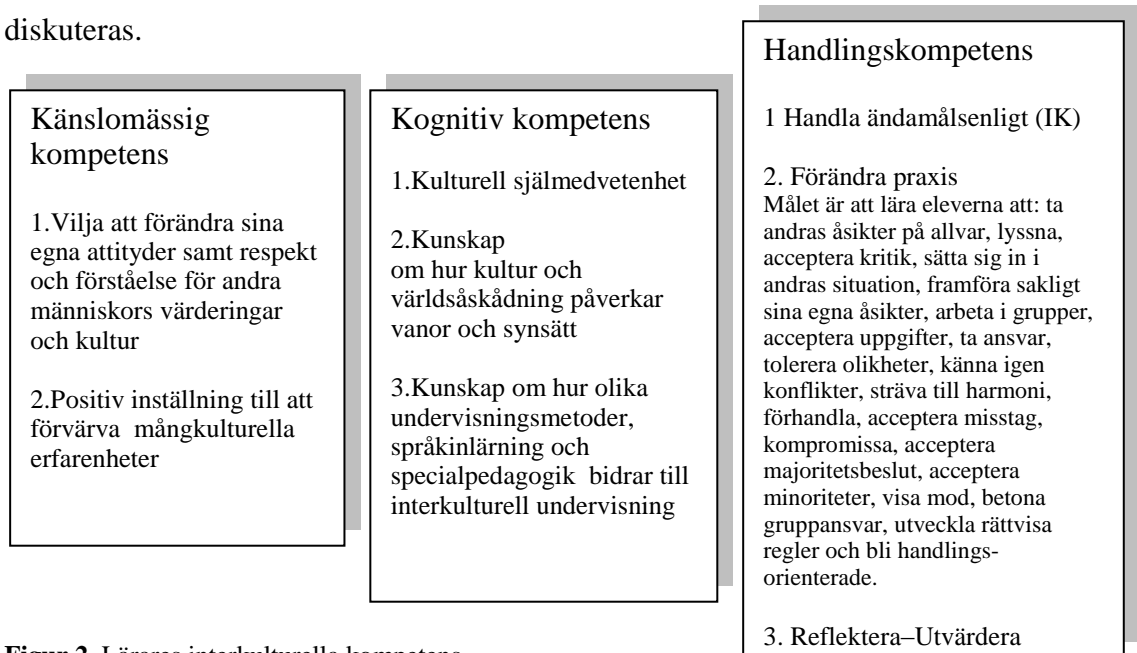 diskuteras.
Känslomässig
kompetens
1.Vilja att förändra sina
egna attityder samt respekt
och förståelse för andra
människors värderingar
och kultur
2.Positiv inställning till att
förvärva mångkulturella
erfarenheter
Kognitiv kompetens
1.Kulturell själmedvetenhet
2.Kunskap
om hur kultur och
världsåskådning påverkar
vanor och synsätt
3.Kunskap om hur olika
undervisningsmetoder,
språkinlärning och
specialpedagogik bidrar till
interkulturell undervisning
Handlingskompetens
1 Handla ändamålsenligt (IK)
2. Förändra praxis
Målet är att lära eleverna att: ta
andras åsikter på allvar, lyssna,
acceptera kritik, sätta sig in i
andras situation, framföra sakligt
sina egna åsikter, arbeta i grupper,
acceptera uppgifter, ta ansvar,
tolerera olikheter, känna igen
konflikter, sträva till harmoni,
förhandla, acceptera misstag,
kompromissa, acceptera
majoritetsbeslut, acceptera
minoriteter, visa mod, betona
gruppansvar, utveckla rättvisa
regler och bli handlings-
orienterade.
3. Reflektera–Utvärdera
Figur 2. Lärares interkulturella kompetens